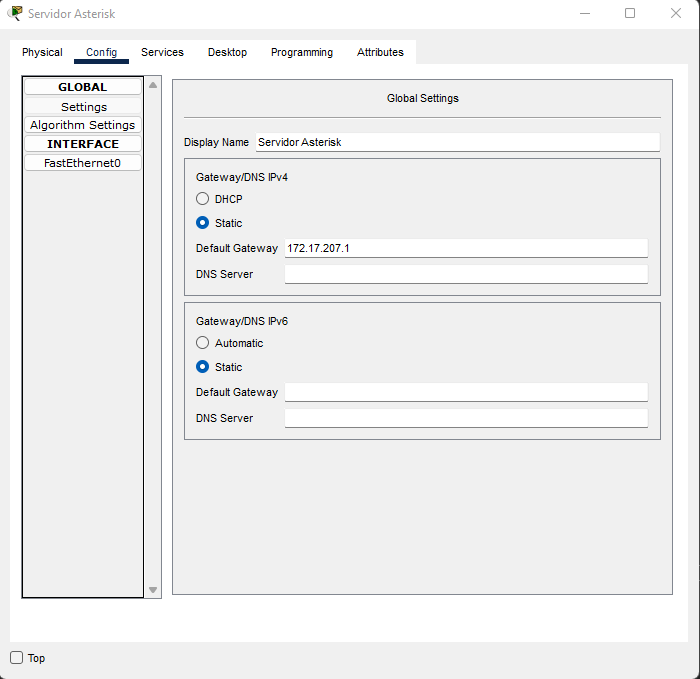 Servidor Asterisk
Physical Config Services Desktop Programming Attributes
GLOBAL
Settings
Algorithm Settings
INTERFACE
FastEthernet0
Global Settings
Display Name Servidor Asterisk
Gateway/DNS IPv4
DHCP
Static
Default Gateway 172.17.207.1
DNS Server
Gateway/DNS IPv6
Automatic
Static
Default Gateway
DNS Server
Top